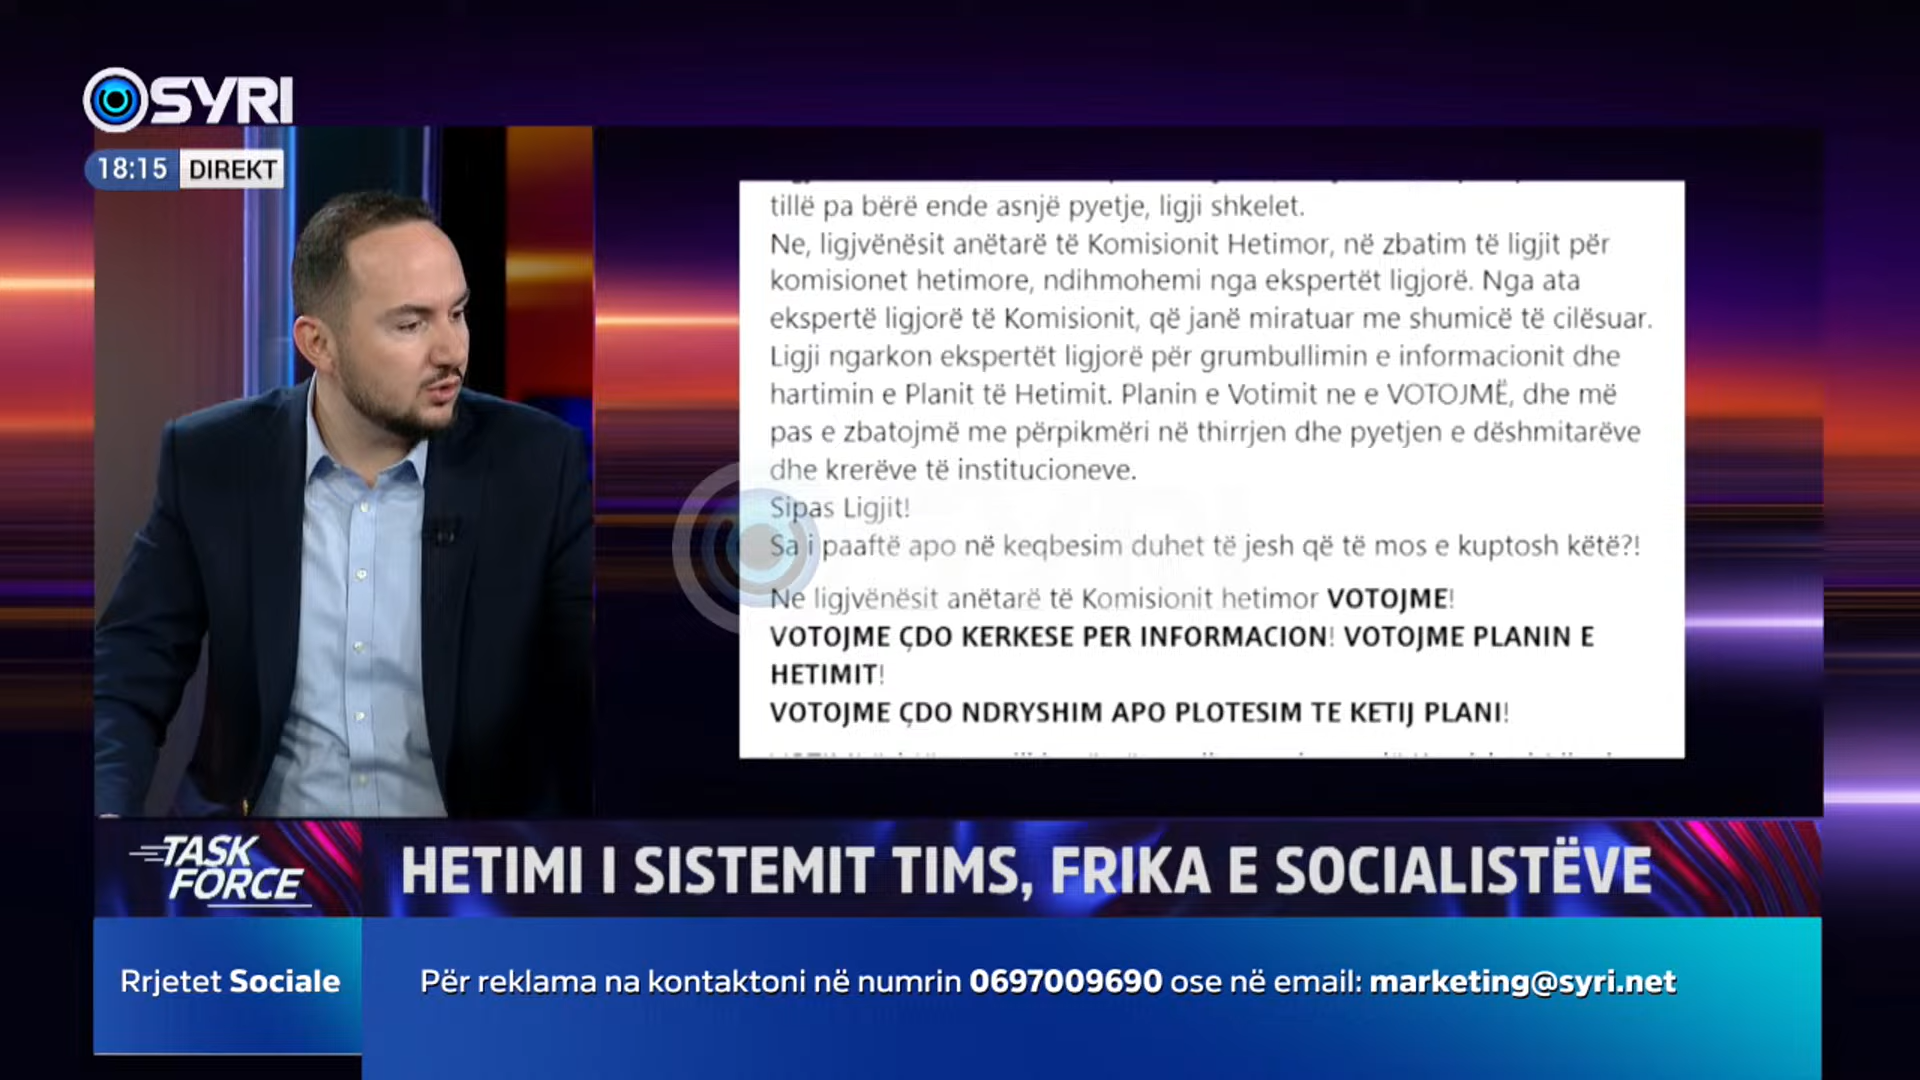 SYRI
18:15 DIREKT
tillë pa bërë ende asnjë pyetje, ligji shkelet.
Ne, ligjvënësit anëtarë të Komisionit Hetimor, në zbatim të ligjit për
komisionet hetimore, ndihmohemi nga ekspertët ligjorë. Nga ata
ekspertë ligjorë të Komisionit, që janë miratuar me shumicë të cilësuar.
Ligji ngarkon ekspertët ligjorë për grumbullimin e informacionit dhe
hartimin e Planit të Hetimit. Planin e Votimit ne e VOTOJMË, dhe më
pas e zbatojmë me përpikmëri në thirrjen dhe pyetjen e dëshmitarëve
dhe krerëve të institucioneve.
Sipas Ligjit!
Sa i paaftë apo në keqbesim duhet të jesh që të mos e kuptosh këtë?!
Ne ligjvënësit anëtarë të Komisionit hetimor VOTOJME!
VOTOJME ÇDO KERKESE PER INFORMACION! VOTOJME PLANIN E
HETIMIT!
VOTOJME ÇDO NDRYSHIM APO PLOTESIM TE KETIJ PLANI!
TASK
FORCE
HETIMI I SISTEMIT TIMS, FRIKA E SOCIALISTËVE
Rrjetet Sociale
Për reklama na kontaktoni në numrin 0697009690 ose në email: marketing@syri.net